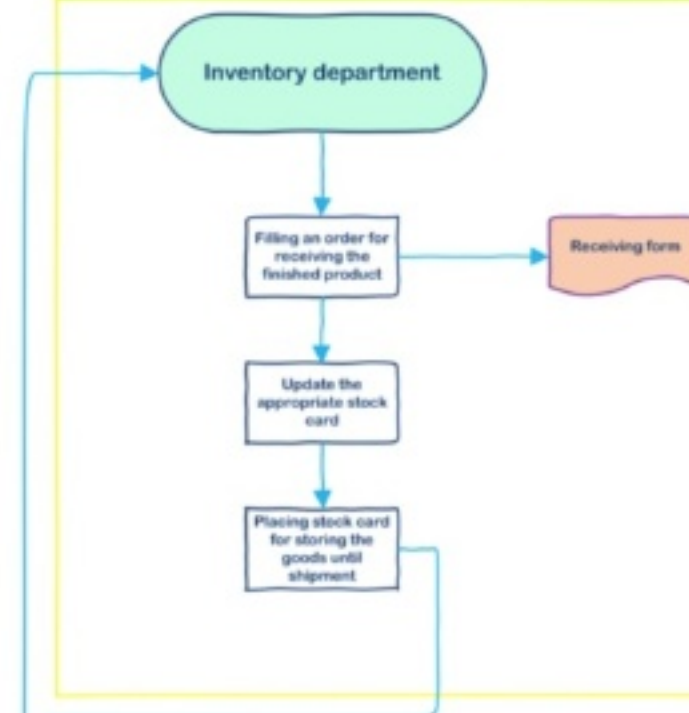 Inventory department
Filling an order for
receiving the
finished product
Receiving form
Update the
appropriate stock
card
Placing stock card
for storing the
goods until
shipment